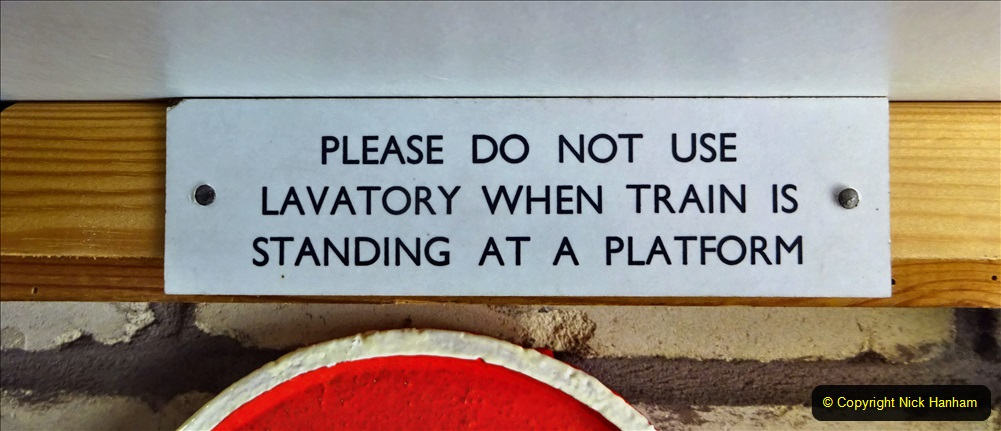 PLEASE DO NOT USE
LAVATORY WHEN TRAIN IS
STANDING AT A PLATFORM
© Copyright Nick Hanham